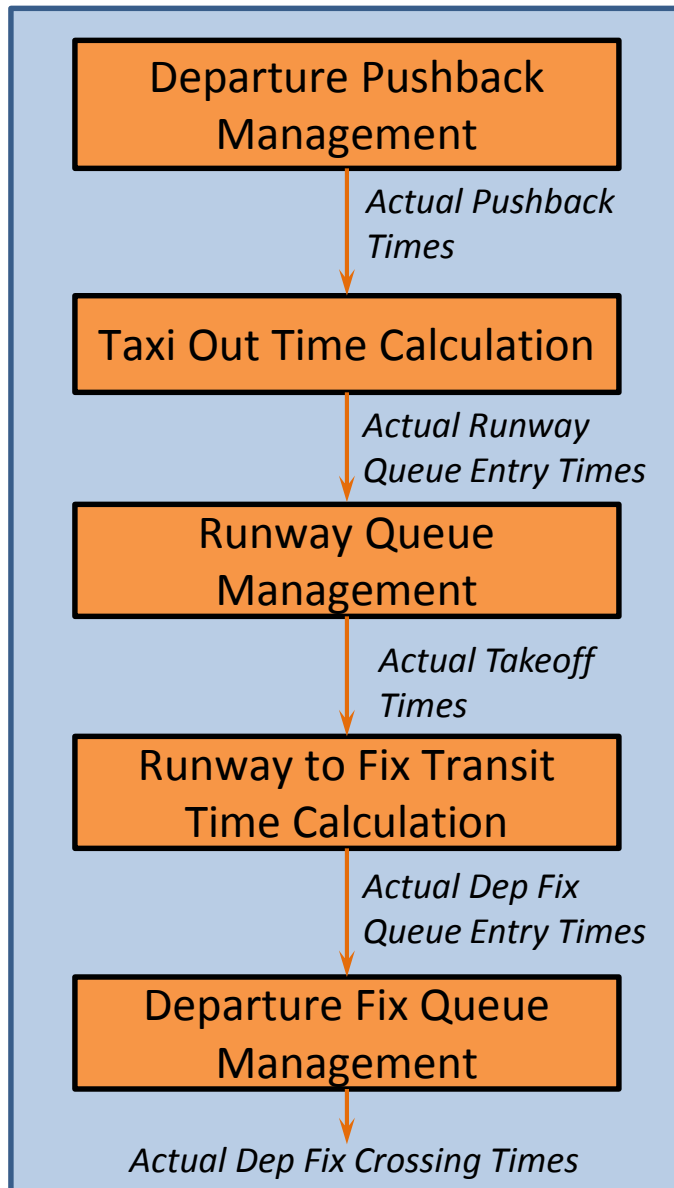 Departure Pushback
Management
Actual Pushback
Times
Taxi Out Time Calculation
Actual Runway
Queue Entry Times
Runway Queue
Management
Actual Takeoff
Times
Runway to Fix Transit
Time Calculation
Actual Dep Fix
Queue Entry Times
Departure Fix Queue
Management
Actual Dep Fix Crossing Times